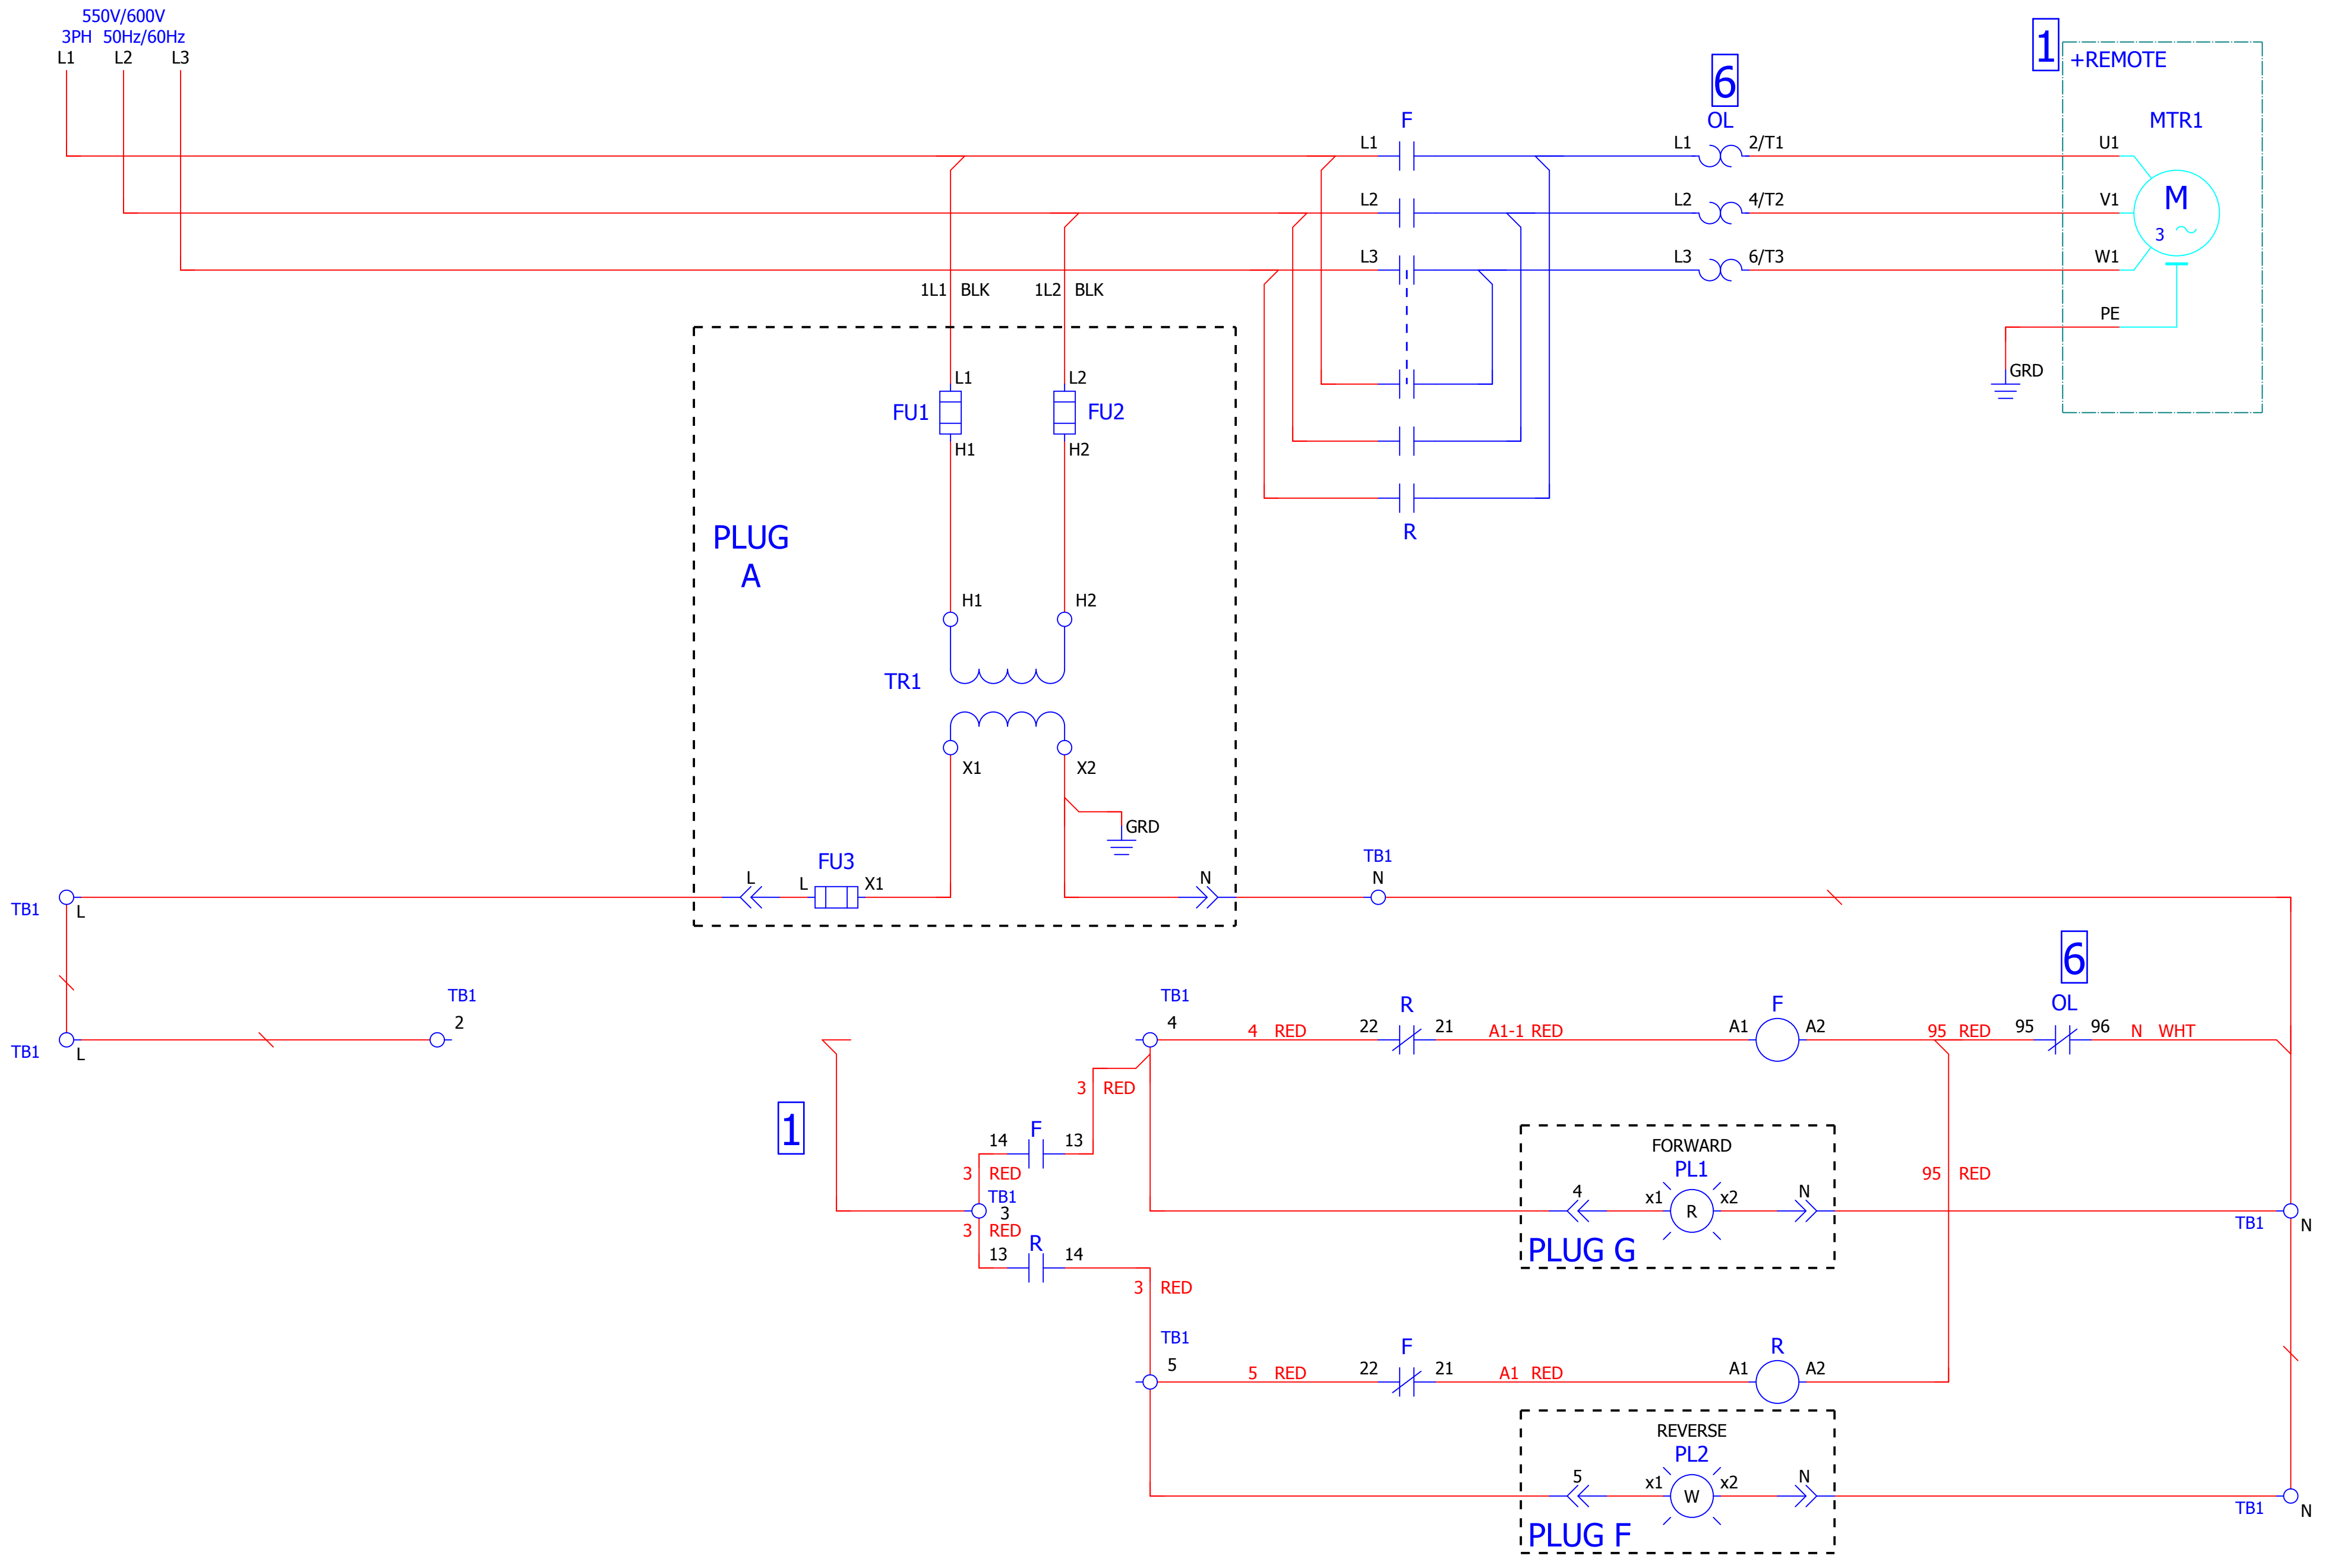 550V/600V
3PH 50Hz/60Hz
L1 L2 L3
1
+REMOTE
6
F OL MTR1
L1 L1 2/T1 U1
L2 L2 4/T2 V1
M
3
L3 L3 6/T3 W1
1L1 BLK 1L2 BLK
PE
GRD
L1 L2
FU1 FU2
H1 H2
R
PLUG
A
H1 H2
TR1
X1 X2
GRD
FU3
L L X1 N
TB1
N
TB1 L
6
TB1
2
TB1
4
R F OL
4 RED 22 21 A1-1 RED A1 A2 95 RED 95 96 N WHT
TB1 L
3 RED
1
F
14 13
3 RED
TB1
3
3 RED
R
13 14
3 RED
FORWARD
PL1
4 x1 R x2 N
PLUG G
95 RED
TB1 N
TB1
5
F R
5 RED 22 21 A1 RED A1 A2
REVERSE
PL2
5 x1 W x2 N
PLUG F
TB1 N